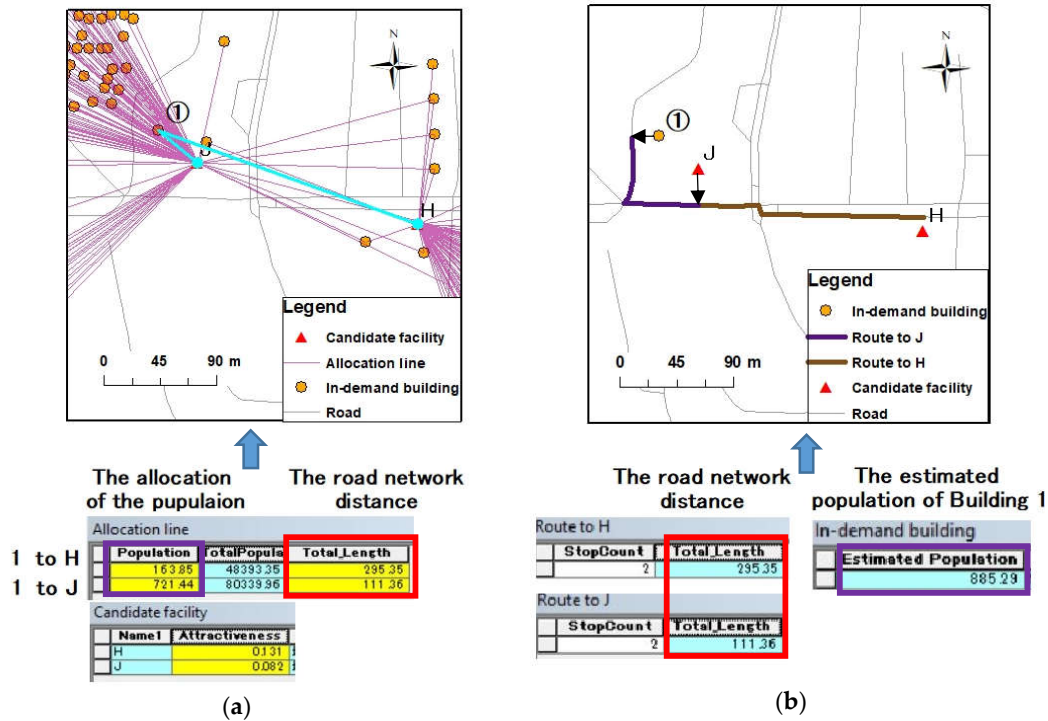 N
①
J
H
Legend
Candidate facility
Allocation line
In-demand building
Road
0 45 90 m
The allocation
of the pupulaion
The road network
distance
Allocation line
Population TotalPopula Total_Length
1 to H 163.85 48393.35 295.35
1 to J 721.44 80339.96 111.36
Candidate facility
Name1 Attractiveness
H 0.131
J 0.082
(a)
N
①
J
H
Legend
In-demand building
Route to J
Route to H
Candidate facility
Road
0 45 90 m
The road network
distance
Route to H
StopCount Total_Length
2 295.35
Route to J
StopCount Total_Length
2 111.36
The estimated
population of Building 1
In-demand building
Estimated Population
885.29
(b)